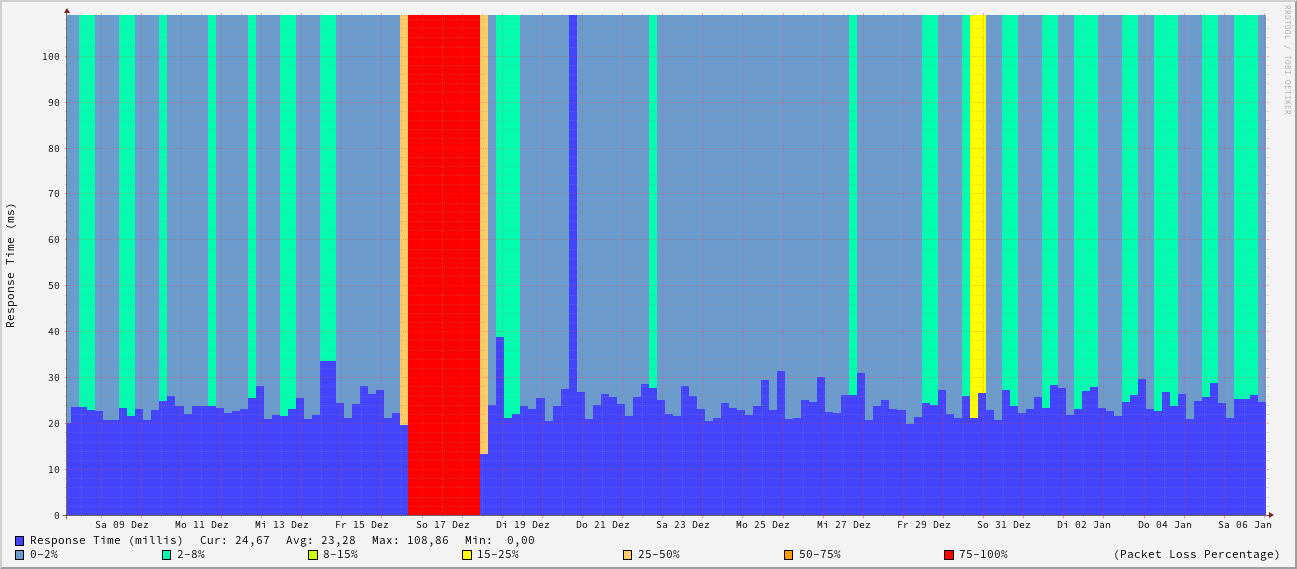 RRDTOOL / TOBI OETIKER
Response Time (ms)
100
90
80
70
60
50
40
30
20
10
0
Sa 09 Dez Mo 11 Dez Mi 13 Dez Fr 15 Dez So 17 Dez Di 19 Dez Do 21 Dez Sa 23 Dez Mo 25 Dez Mi 27 Dez Fr 29 Dez So 31 Dez Di 02 Jan Do 04 Jan Sa 06 Jan
Response Time (millis) Cur: 24,67 Avg: 23,28 Max: 108,86 Min: 0,00
0-2% 2-8% 8-15% 15-25% 25-50% 50-75% 75-100% (Packet Loss Percentage)